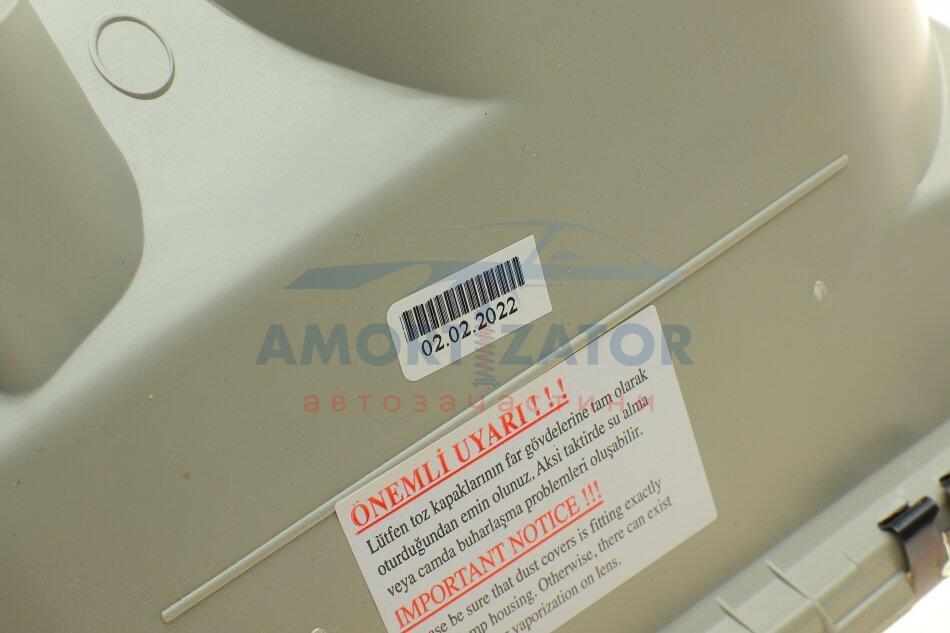 02.02.2022
AMORTIZATOR
автозачастини
ÖNEMLİ UYARI ! ! !
Lütfen toz kapaklarının far gövdelerine tam olarak
oturduğundan emin olunuz, Aksi taktirde su alma
veya camda buharlaşma problemleri oluşabilir.
IMPORTANT NOTICE !!!
be sure that dust covers is fitting exactly
housing. Otherwise, there can exist
vaporization on lens.